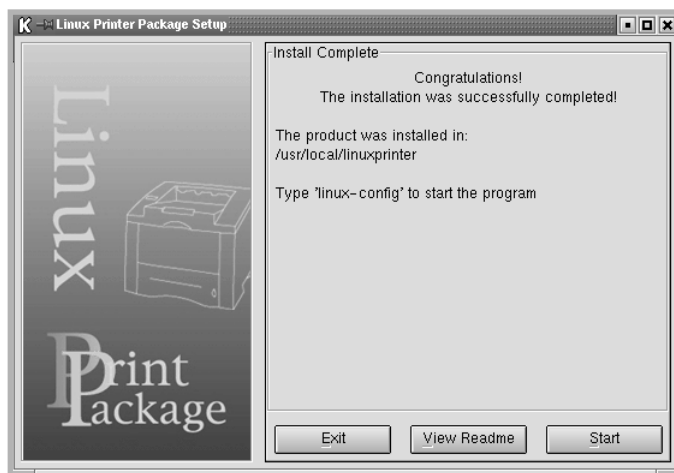 Linux Printer Package Setup
Linux
Print
Package
Install Complete
Congratulations!
The installation was successfully completed!
The product was installed in:
/usr/local/linuxprinter
Type 'linux-config' to start the program
Exit
View Readme
Start